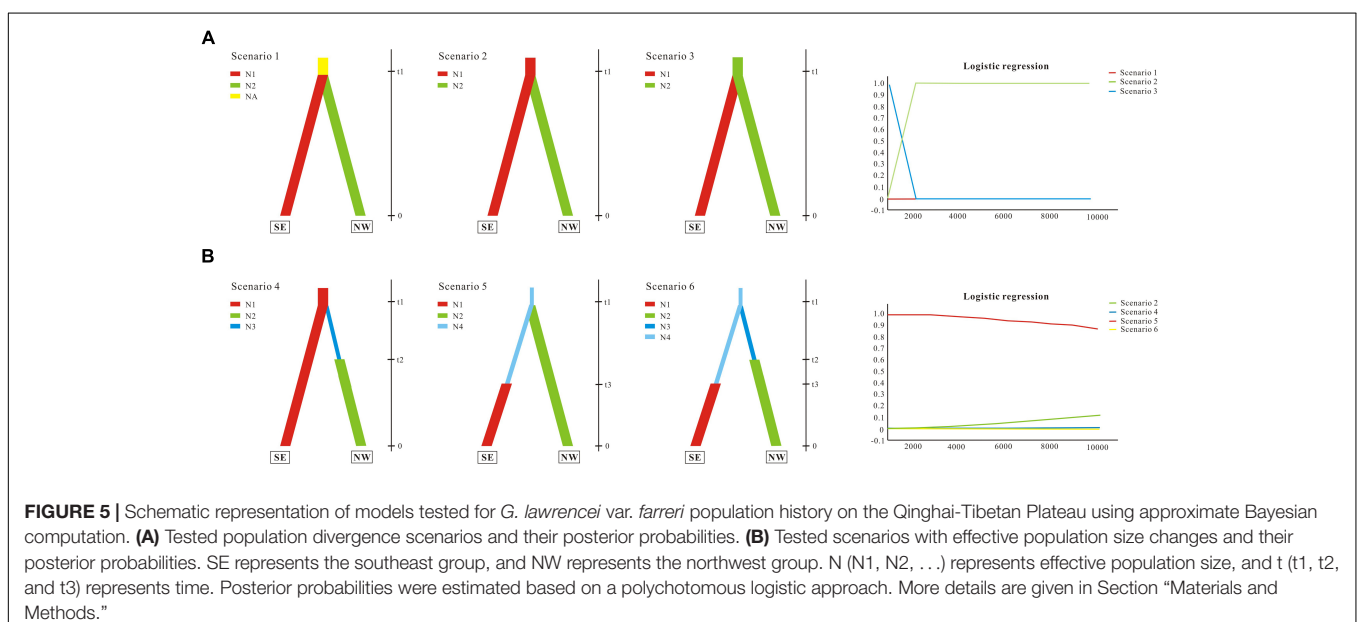 A
Scenario 1
N1
N2
NA
t1
0
SE
NW
Scenario 2
N1
N2
t1
0
SE
NW
Scenario 3
N1
N2
t1
0
SE
NW
Logistic regression
1.0
0.9
0.8
0.7
0.6
0.5
0.4
0.3
0.2
0.1
0
-0.1
2000 4000 6000 8000 10000
Scenario 1
Scenario 2
Scenario 3
B
Scenario 4
N1
N2
N3
t1
t2
0
SE
NW
Scenario 5
N1
N2
N4
t1
t3
0
SE
NW
Scenario 6
N1
N2
N3
N4
t1
t2
t3
0
SE
NW
Logistic regression
1.0
0.9
0.8
0.7
0.6
0.5
0.4
0.3
0.2
0.1
0
-0.1
2000 4000 6000 8000 10000
Scenario 2
Scenario 4
Scenario 5
Scenario 6
FIGURE 5 | Schematic representation of models tested for G. lawrencei var. farreri population history on the Qinghai-Tibetan Plateau using approximate Bayesian
computation. (A) Tested population divergence scenarios and their posterior probabilities. (B) Tested scenarios with effective population size changes and their
posterior probabilities. SE represents the southeast group, and NW represents the northwest group. N (N1, N2, . . .) represents effective population size, and t (t1, t2,
and t3) represents time. Posterior probabilities were estimated based on a polychotomous logistic approach. More details are given in Section “Materials and
Methods.”